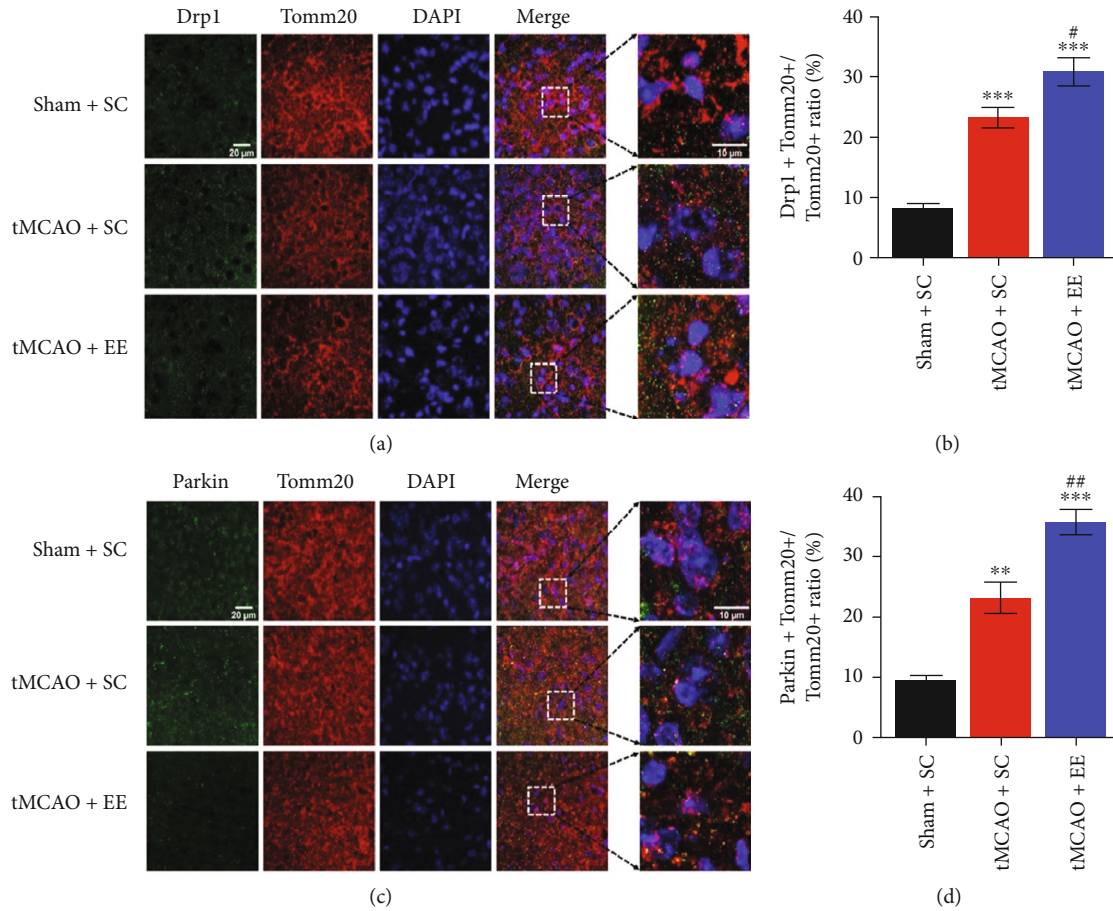 Drp1 Tomm20 DAPI Merge
Sham + SC
20 µm
10 µm
tMCAO + SC
tMCAO + EE
(a)
Drp1 + Tomm20+/
Tomm20+ ratio (%)
40
30
20
10
0
***
#
***
Sham + SC
tMCAO + SC
tMCAO + EE
(b)
Parkin Tomm20 DAPI Merge
Sham + SC
20 µm
10 µm
tMCAO + SC
tMCAO + EE
(c)
Parkin + Tomm20+/
Tomm20+ ratio (%)
40
30
20
10
0
**
##
***
Sham + SC
tMCAO + SC
tMCAO + EE
(d)